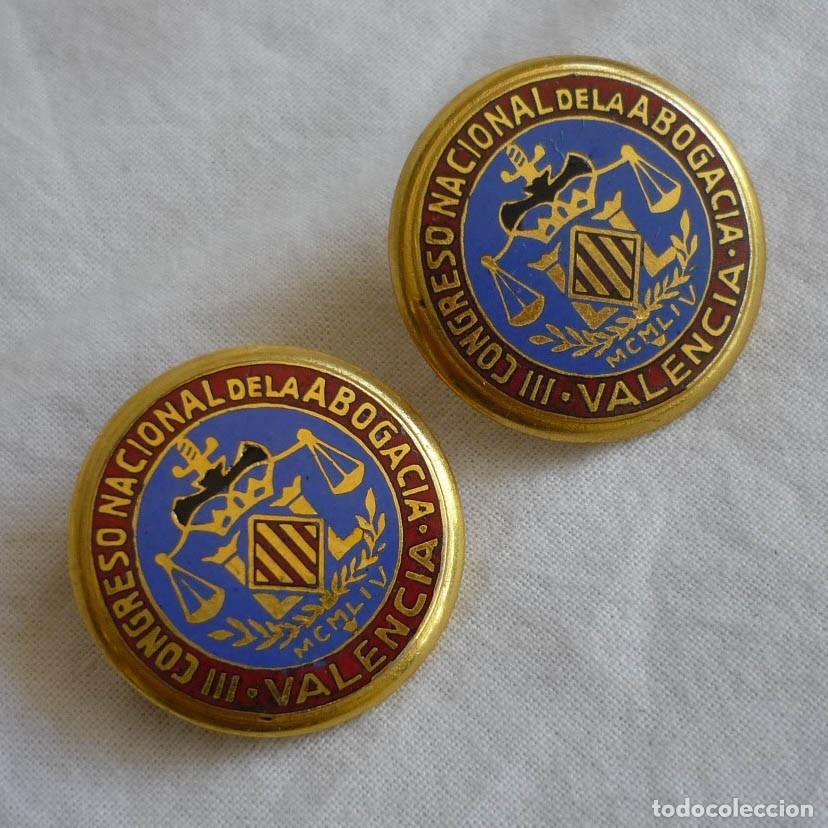 III CONGRESO NACIONAL DE LA ABOGACIA · VALENCIA ·
MCMLIV
III CONGRESO NACIONAL DE LA ABOGACIA · VALENCIA ·
MCMLIV
todocoleccion